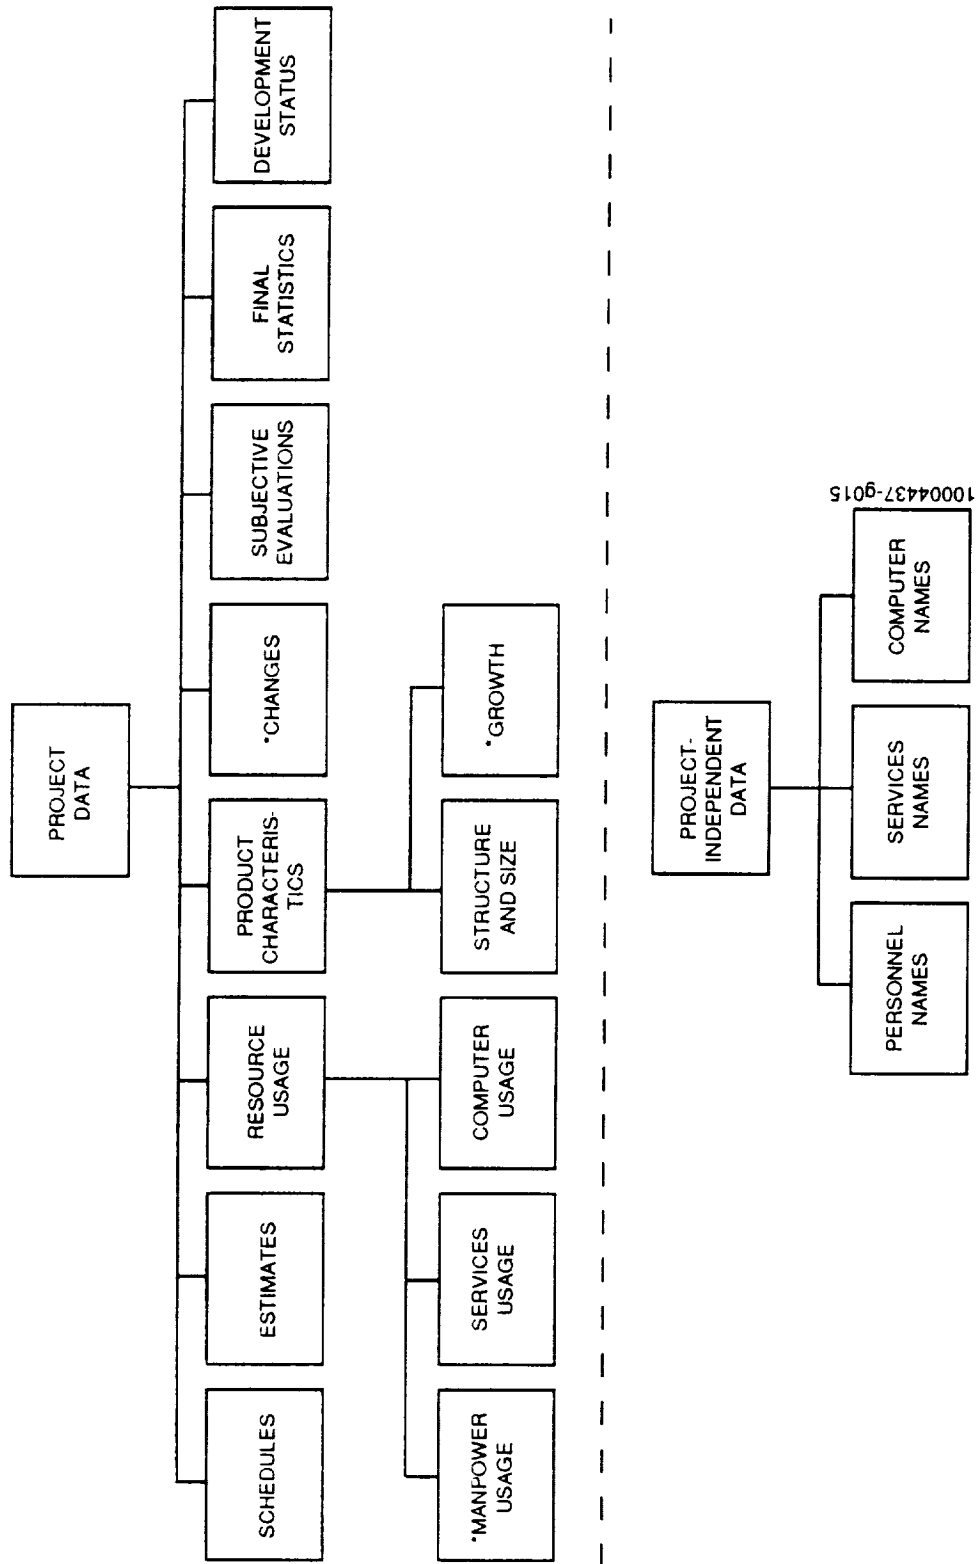 PROJECT
DATA
SCHEDULES
ESTIMATES
RESOURCE
USAGE
PRODUCT
CHARACTERIS-
TICS
*CHANGES
SUBJECTIVE
EVALUATIONS
FINAL
STATISTICS
DEVELOPMENT
STATUS
*MANPOWER
USAGE
SERVICES
USAGE
COMPUTER
USAGE
STRUCTURE
AND SIZE
*GROWTH
PROJECT-
INDEPENDENT
DATA
PERSONNEL
NAMES
SERVICES
NAMES
COMPUTER
NAMES
10004437-g015